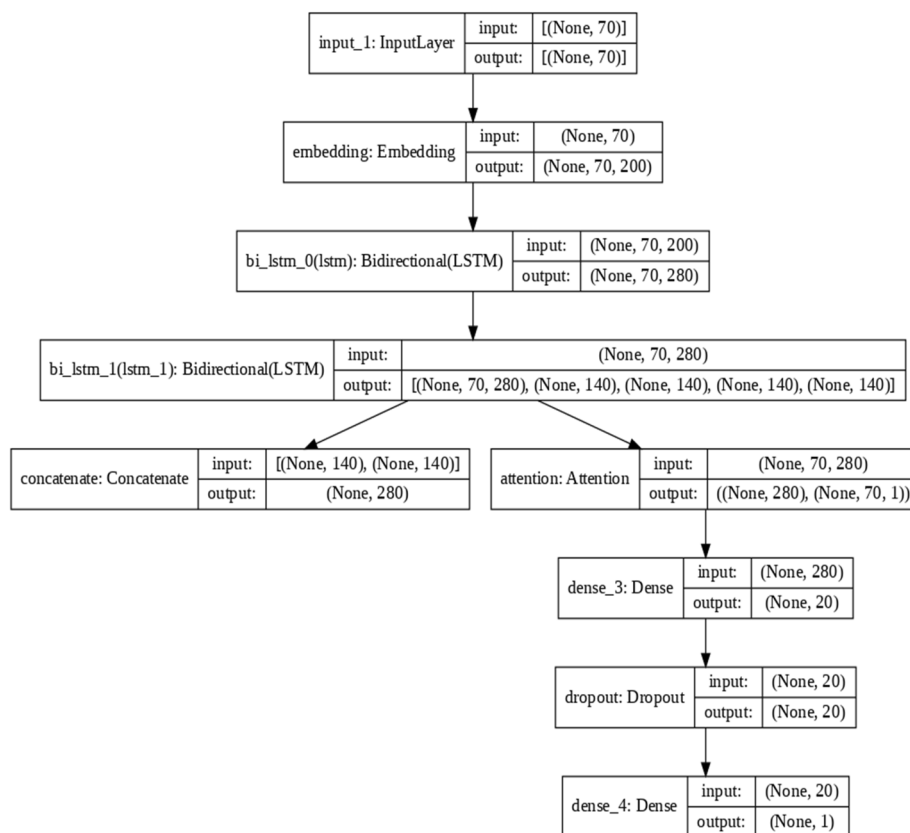 input_1: InputLayer
input: [(None, 70)]
output: [(None, 70)]
embedding: Embedding
input: (None, 70)
output: (None, 70, 200)
bi_lstm_0(lstm): Bidirectional(LSTM)
input: (None, 70, 200)
output: (None, 70, 280)
bi_lstm_1(lstm_1): Bidirectional(LSTM)
input: (None, 70, 280)
output: [(None, 70, 280), (None, 140), (None, 140), (None, 140), (None, 140)]
concatenate: Concatenate
input: [(None, 140), (None, 140)]
output: (None, 280)
attention: Attention
input: (None, 70, 280)
output: ((None, 280), (None, 70, 1))
dense_3: Dense
input: (None, 280)
output: (None, 20)
dropout: Dropout
input: (None, 20)
output: (None, 20)
dense_4: Dense
input: (None, 20)
output: (None, 1)